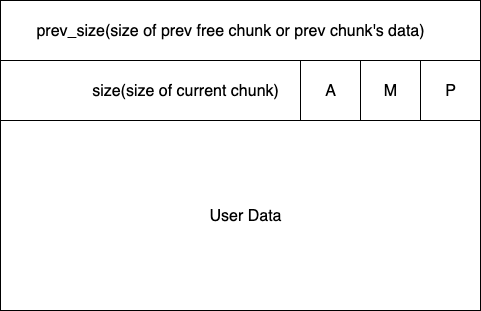 prev_size(size of prev free chunk or prev chunk's data)
size(size of current chunk) A M P
User Data